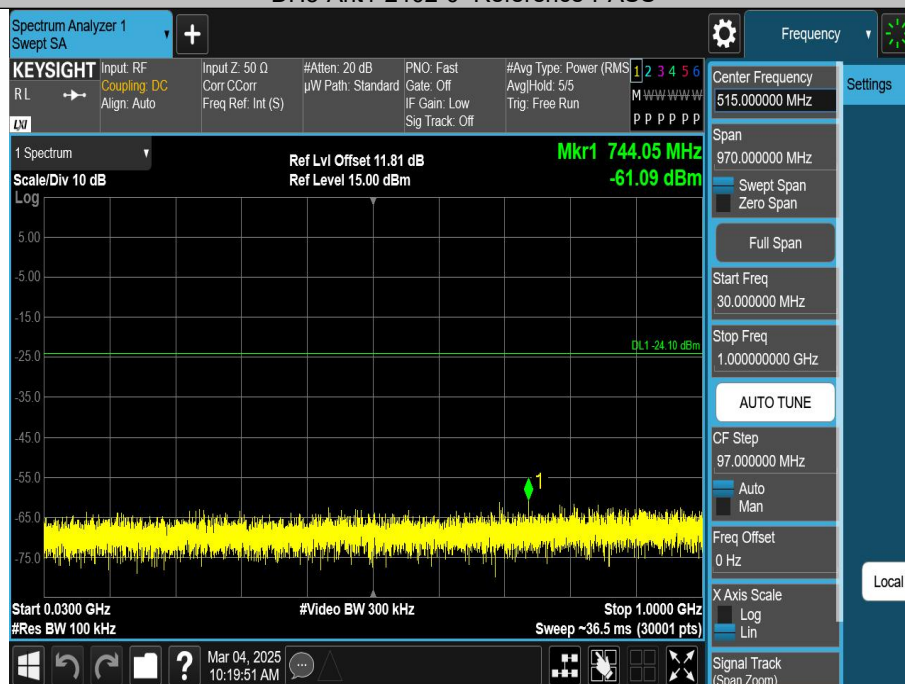 Spectrum Analyzer 1
Swept SA
Frequency
KEYSIGHT
RL
LXI
Input: RF
Coupling: DC
Align: Auto
Input Z: 50 Ω
Corr CCorr
Freq Ref: Int (S)
#Atten: 20 dB
µW Path: Standard
PNO: Fast
Gate: Off
IF Gain: Low
Sig Track: Off
#Avg Type: Power (RMS
Avg|Hold: 5/5
Trig: Free Run
1 2 3 4 5 6
M W W W W W
P P P P P P
Center Frequency
515.000000 MHz
Settings
1 Spectrum
Scale/Div 10 dB
Log
Ref Lvl Offset 11.81 dB
Ref Level 15.00 dBm
Mkr1 744.05 MHz
-61.09 dBm
Span
970.000000 MHz
Swept Span
Zero Span
Full Span
Start Freq
30.000000 MHz
Stop Freq
1.000000000 GHz
AUTO TUNE
CF Step
97.000000 MHz
Auto
Man
Freq Offset
0 Hz
X Axis Scale
Log
Lin
Signal Track
(Span Zoom)
Local
5.00
-5.00
-15.0
-25.0
-35.0
-45.0
-55.0
-65.0
-75.0
DL1 -24.10 dBm
1
Start 0.0300 GHz
#Res BW 100 kHz
#Video BW 300 kHz
Stop 1.0000 GHz
Sweep ~36.5 ms (30001 pts)
?
Mar 04, 2025
10:19:51 AM